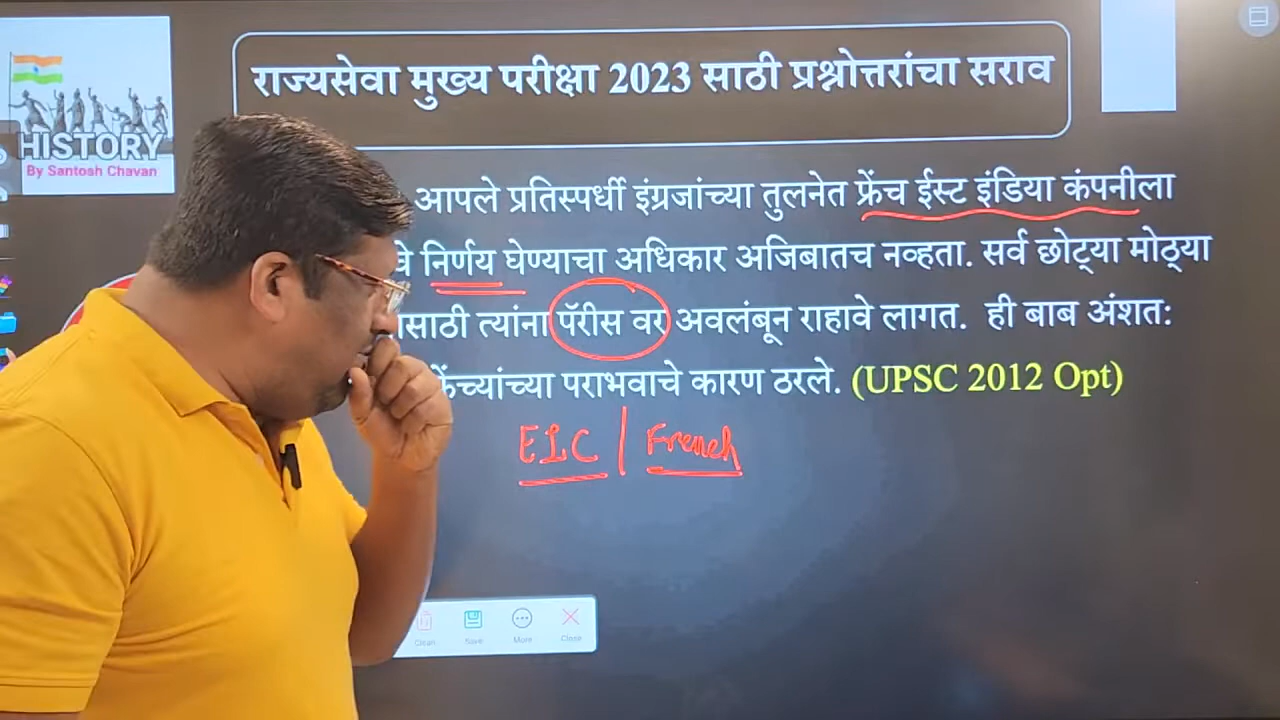 राज्यसेवा मुख्य परीक्षा 2023 साठी प्रश्नोत्तरांचा सराव
HISTORY
By Santosh Chavan
आपले प्रतिस्पर्धी इंग्रजांच्या तुलनेत फ्रेंच ईस्ट इंडिया कंपनीला
निर्णय घेण्याचा अधिकार अजिबातच नव्हता. सर्व छोट्या मोठ्या
त्यांना पॅरीस वर अवलंबून राहावे लागत. ही बाब अंशत:
पराभवाचे कारण ठरले. (UPSC 2012 Opt)
EIC | French
Clean Save More Close